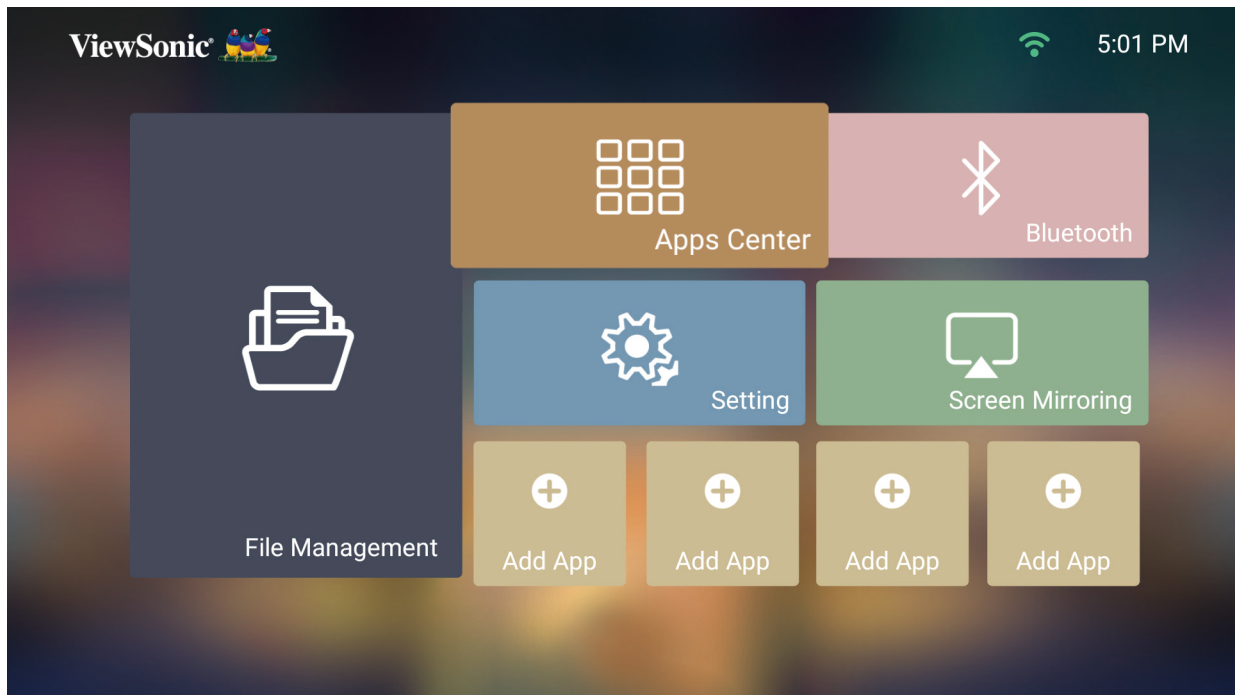 ViewSonic®
5:01 PM
Apps Center
Bluetooth
Setting
Screen Mirroring
File Management
Add App
Add App
Add App
Add App